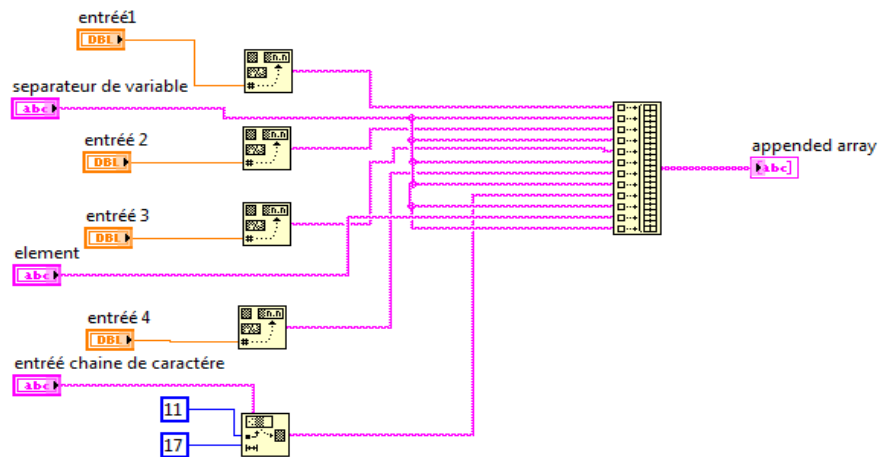 entréé1
DBL
separateur de variable
abc
entréé 2
DBL
entréé 3
DBL
element
abc
entréé 4
DBL
entréé chaine de caractére
abc
11
17
n.n
n.n
n.n
n.n
#
#
#
#
appended array
abc